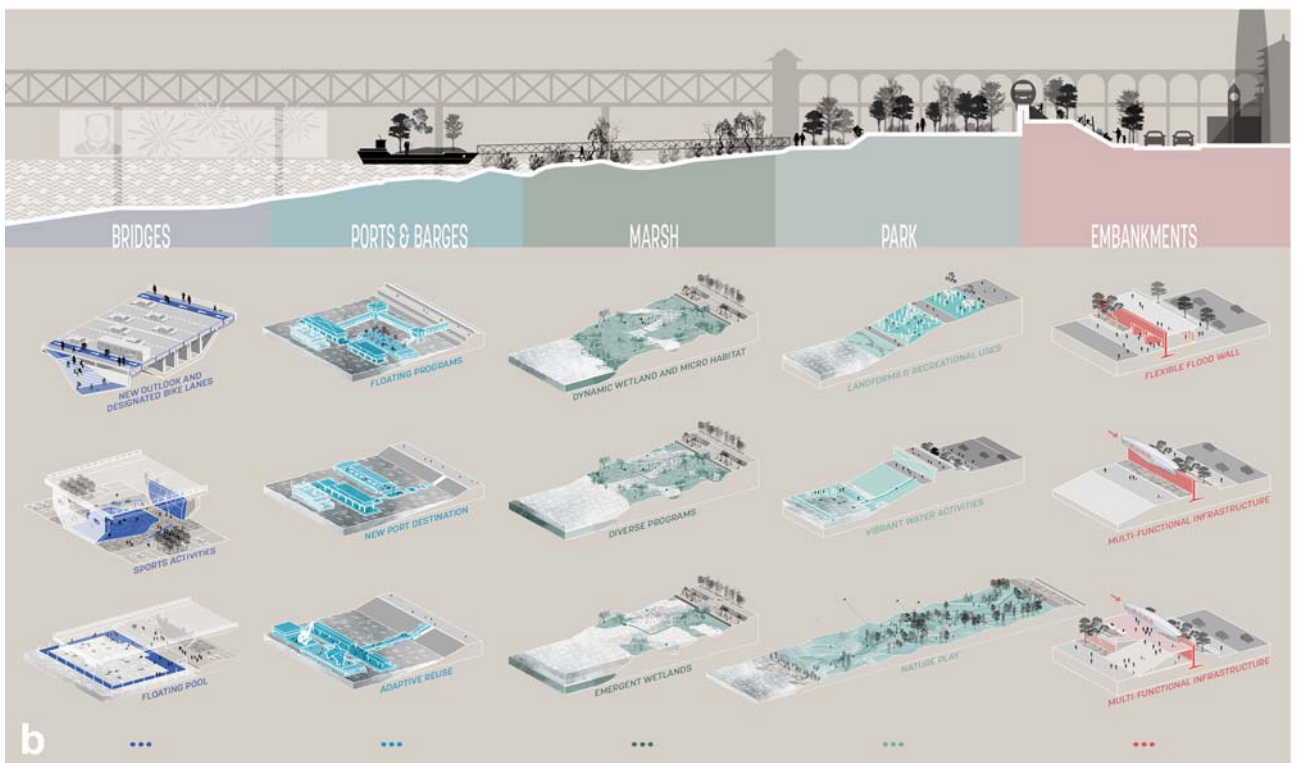 BRIDGES
PORTS & BARGES
MARSH
PARK
EMBANKMENTS
NEW OUTLOOK AND
DESIGNATED BIKE LANES
FLOATING PROGRAMS
DYNAMIC WETLAND AND MICRO HABITAT
LANDFORMS & RECREATIONAL USES
FLEXIBLE FLOOD WALL
SPORTS ACTIVITIES
NEW PORT DESTINATION
DIVERSE PROGRAMS
VIBRANT WATER ACTIVITIES
MULTI-FUNCTIONAL INFRASTRUCTURE
FLOATING POOL
ADAPTIVE REUSE
EMERGENT WETLANDS
NATURE PLAY
MULTI-FUNCTIONAL INFRASTRUCTURE
b